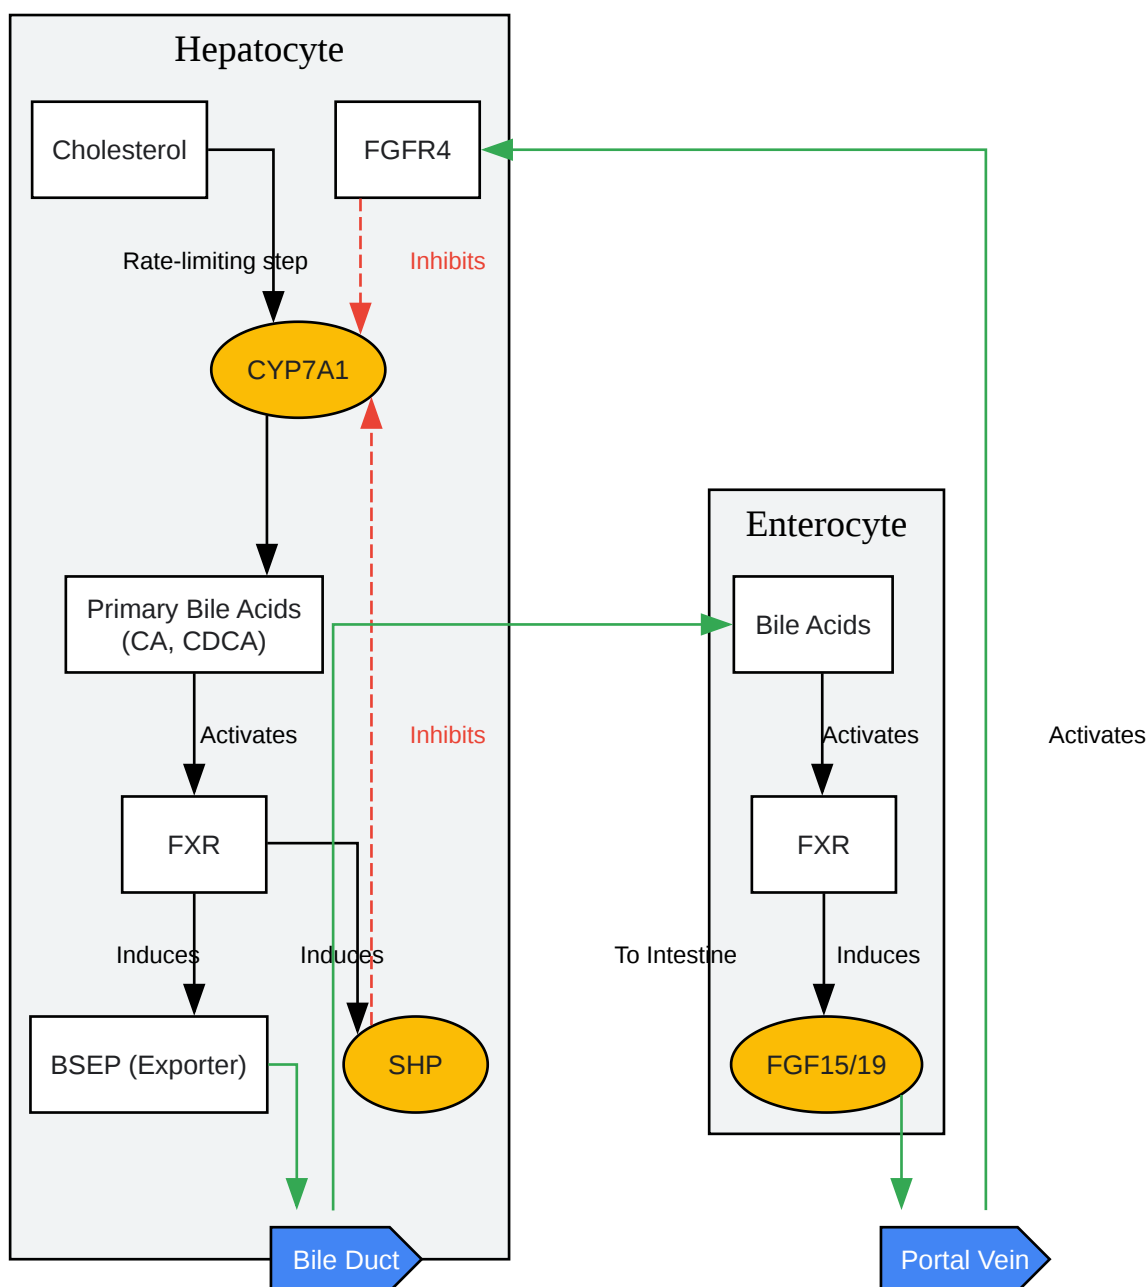 Hepatocyte
Cholesterol
FGFR4
Rate-limiting step
Inhibits
CYP7A1
Enterocyte
Primary Bile Acids
(CA, CDCA)
Bile Acids
Activates
Inhibits
Activates
Activates
FXR
FXR
Induces
Induces
To Intestine
Induces
BSEP (Exporter)
SHP
FGF15/19
Bile Duct
Portal Vein